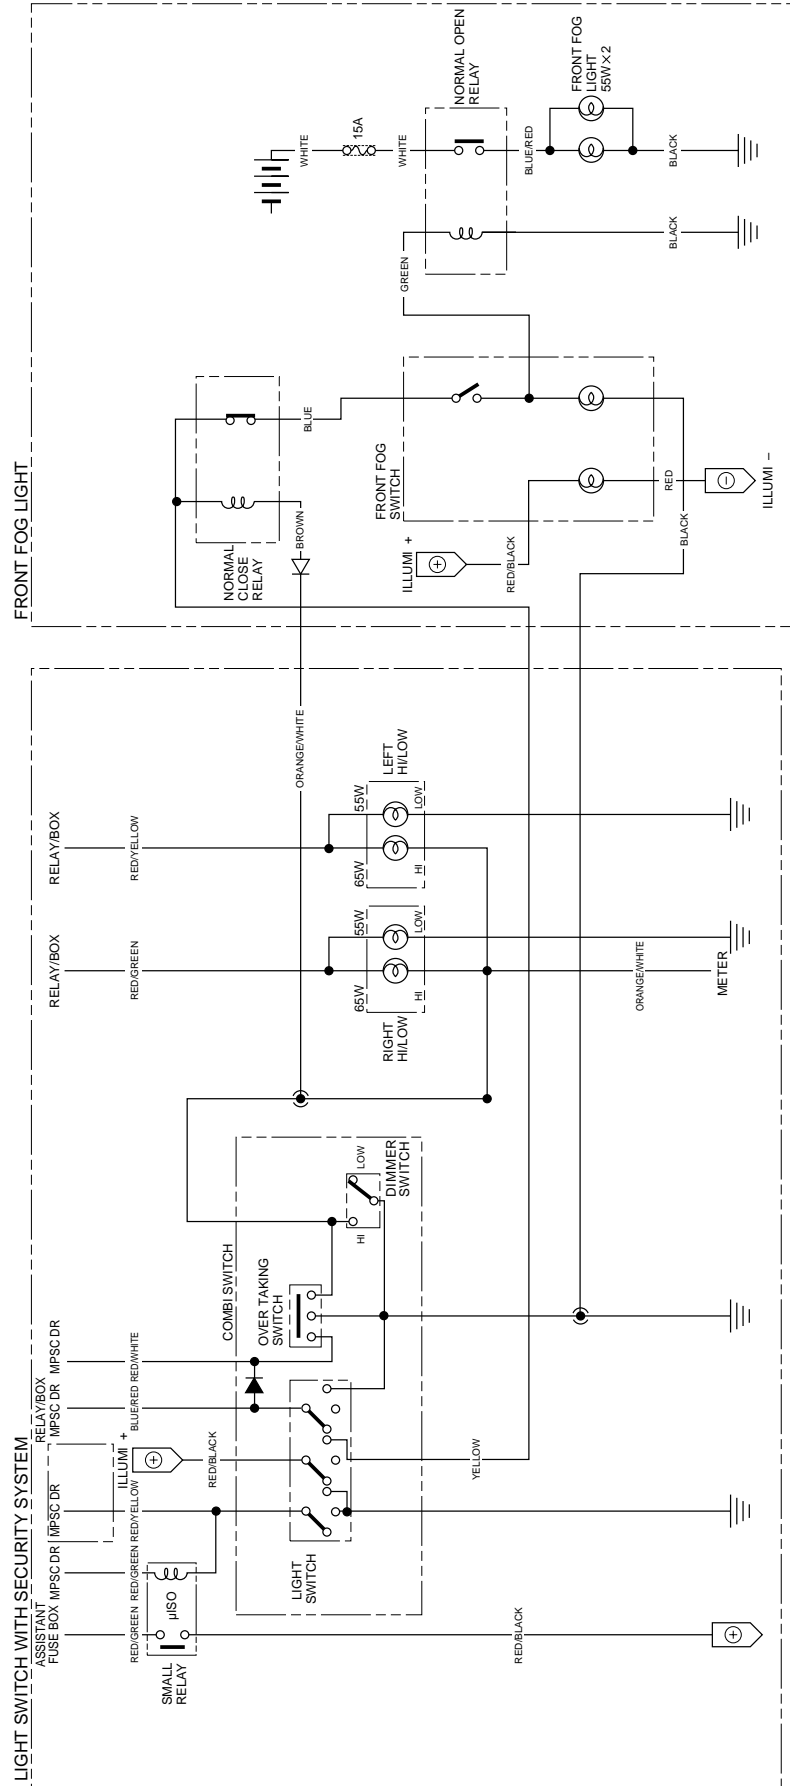 LIGHT SWITCH WITH SECURITY SYSTEM
ASSISTANT
FUSE BOX
MPSC DR
MPSC DR
RELAY/BOX
MPSC DR
MPSC DR
RED/GREEN
RED/GREEN
RED/YELLOW
ILLUMI +
BLUE/RED
RED/WHITE
SMALL
RELAY
µISO
RED/BLACK
COMBI SWITCH
OVER TAKING
SWITCH
LIGHT
SWITCH
HI
LOW
DIMMER
SWITCH
RED/BLACK
YELLOW
RELAY/BOX
RED/GREEN
65W
55W
HI
LOW
RIGHT
HI/LOW
ORANGE/WHITE
METER
RELAY/BOX
RED/YELLOW
65W
55W
HI
LOW
LEFT
HI/LOW
ORANGE/WHITE
FRONT FOG LIGHT
NORMAL
CLOSE
RELAY
BROWN
BLUE
ILLUMI +
RED/BLACK
FRONT FOG
SWITCH
RED
BLACK
ILLUMI −
GREEN
BLACK
WHITE
15A
WHITE
NORMAL OPEN
RELAY
BLUE/RED
FRONT FOG
LIGHT
55W×2
BLACK